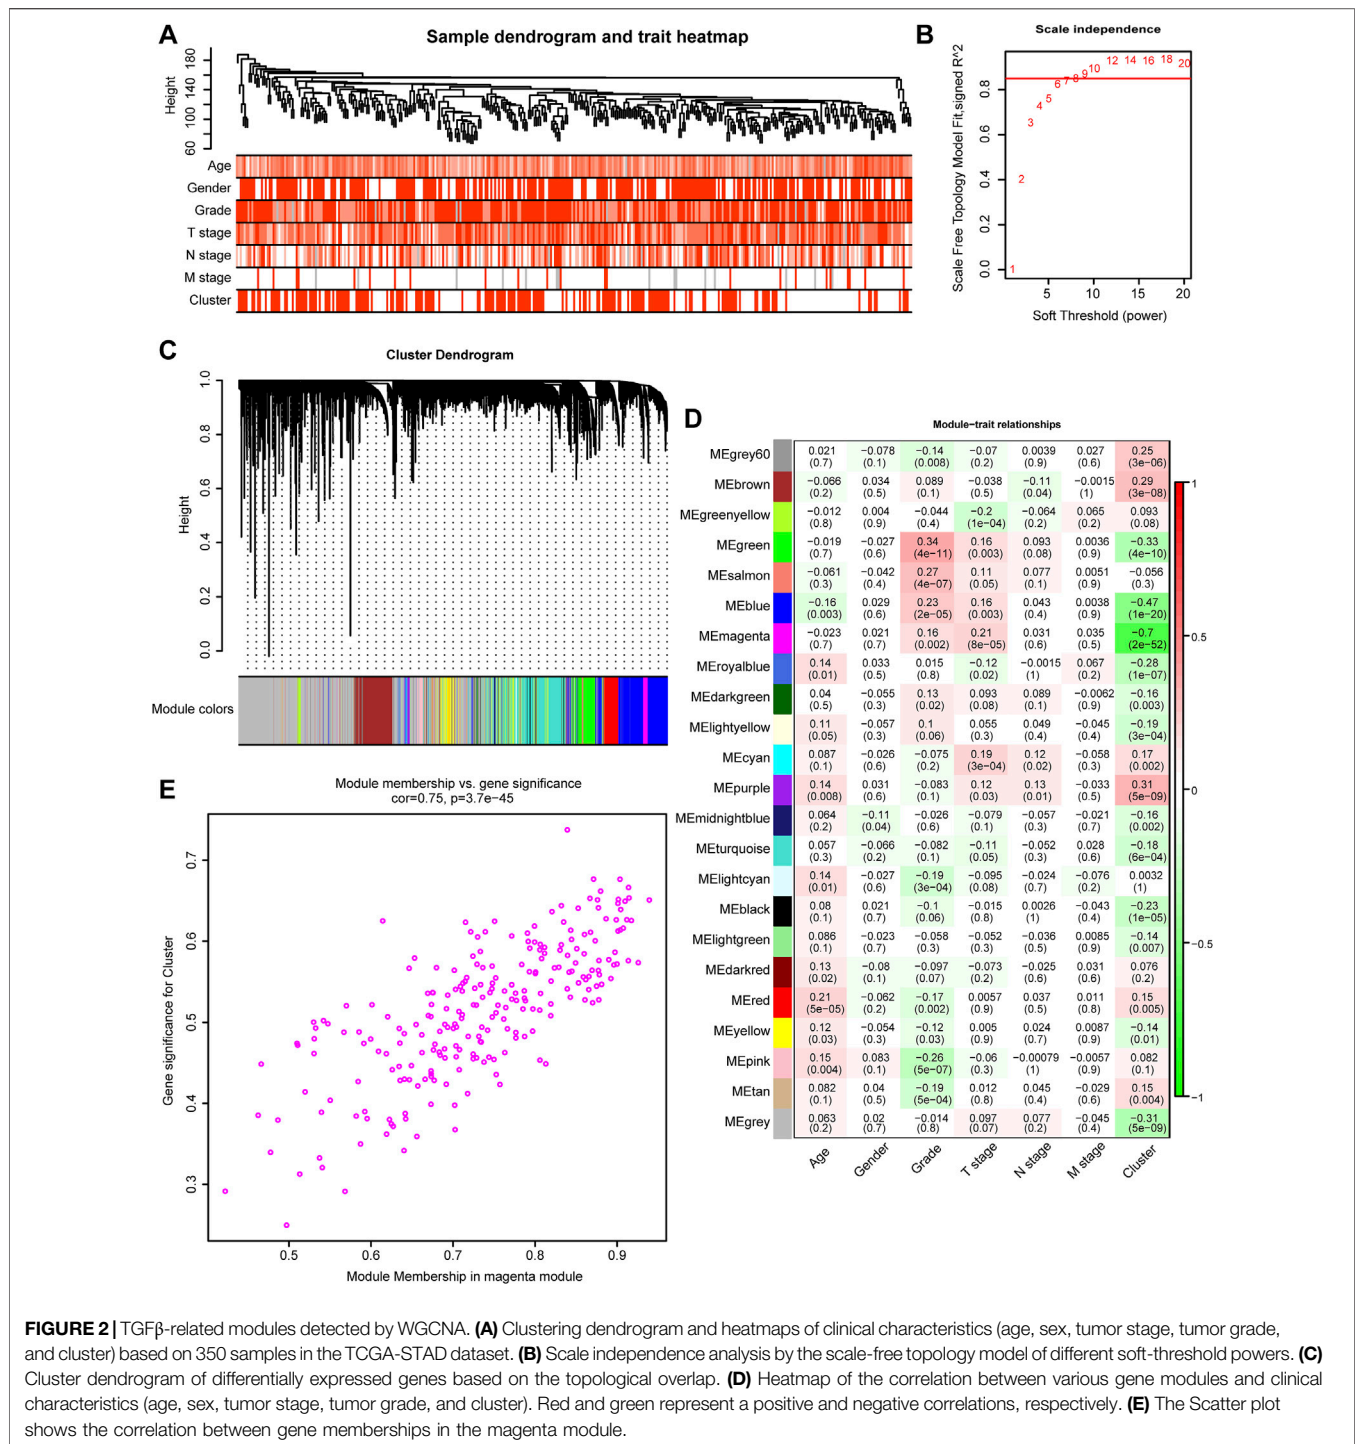 A
Sample dendrogram and trait heatmap
Height
60 80 100 140 180
Age
Gender
Grade
T stage
N stage
M stage
Cluster
B
Scale independence
Scale Free Topology Model Fit,signed R^2
0.0 0.2 0.4 0.6 0.8
1 2 3 4 5 6 7 8 9 10 12 14 16 18 20
5 10 15 20
Soft Threshold (power)
C
Cluster Dendrogram
Height
0.0 0.2 0.4 0.6 0.8 1.0
Module colors
D
Module−trait relationships
MEgrey60 0.021 −0.078 −0.14 −0.07 0.0039 0.027 0.25
(0.7) (0.1) (0.008) (0.2) (0.9) (0.6) (3e−06)
MEbrown −0.066 0.034 0.089 −0.038 −0.11 −0.0015 0.29
(0.2) (0.5) (0.1) (0.5) (0.04) (1) (3e−08)
MEgreenyellow −0.012 0.004 −0.044 −0.2 −0.064 0.065 0.093
(0.8) (0.9) (0.4) (1e−04) (0.2) (0.2) (0.08)
MEgreen −0.019 −0.027 0.34 0.16 0.093 0.0036 −0.33
(0.7) (0.6) (4e−11) (0.003) (0.08) (0.9) (4e−10)
MEsalmon −0.061 −0.042 0.27 0.11 0.077 0.0051 −0.056
(0.3) (0.4) (4e−07) (0.05) (0.1) (0.9) (0.3)
MEblue −0.16 0.029 0.23 0.16 0.043 0.0038 −0.47
(0.003) (0.6) (2e−05) (0.003) (0.4) (0.9) (1e−20)
MEmagenta −0.023 0.021 0.16 0.21 0.031 0.035 −0.7
(0.7) (0.7) (0.002) (8e−05) (0.6) (0.5) (2e−52)
MEroyalblue 0.14 0.033 0.015 −0.12 −0.0015 0.067 −0.28
(0.01) (0.5) (0.8) (0.02) (1) (0.2) (1e−07)
MEdarkgreen 0.04 −0.055 0.13 0.093 0.089 −0.0062 −0.16
(0.5) (0.3) (0.02) (0.08) (0.1) (0.9) (0.003)
MElightyellow 0.11 −0.057 0.1 0.055 0.049 −0.045 −0.19
(0.05) (0.3) (0.06) (0.3) (0.4) (0.4) (3e−04)
MEcyan 0.087 −0.026 −0.075 0.19 0.12 −0.058 0.17
(0.1) (0.6) (0.2) (3e−04) (0.02) (0.3) (0.002)
MEpurple 0.14 0.031 −0.083 0.12 0.13 −0.033 0.31
(0.008) (0.6) (0.1) (0.03) (0.01) (0.5) (5e−09)
MEmidnightblue 0.064 −0.11 −0.026 −0.079 −0.057 −0.021 −0.16
(0.2) (0.04) (0.6) (0.1) (0.3) (0.7) (0.002)
MEturquoise 0.057 −0.066 −0.082 −0.11 −0.052 0.028 −0.18
(0.3) (0.2) (0.1) (0.05) (0.3) (0.6) (6e−04)
MElightcyan 0.14 −0.027 −0.19 −0.095 −0.024 −0.076 0.0032
(0.01) (0.6) (3e−04) (0.08) (0.7) (0.2) (1)
MEblack 0.08 0.021 −0.1 −0.015 0.0026 −0.043 −0.23
(0.1) (0.7) (0.06) (0.8) (1) (0.4) (1e−05)
MElightgreen 0.086 −0.023 −0.058 −0.052 −0.036 0.0085 −0.14
(0.1) (0.7) (0.3) (0.3) (0.5) (0.9) (0.007)
MEdarkred 0.13 −0.08 −0.097 −0.073 −0.025 0.031 0.076
(0.02) (0.1) (0.07) (0.2) (0.6) (0.6) (0.2)
MEred 0.21 −0.062 −0.17 0.0057 0.037 0.011 0.15
(5e−05) (0.2) (0.002) (0.9) (0.5) (0.8) (0.005)
MEyellow 0.12 −0.054 −0.12 0.005 0.024 0.0087 −0.14
(0.03) (0.3) (0.03) (0.9) (0.7) (0.9) (0.01)
MEpink 0.15 0.083 −0.26 −0.06 −0.00079 −0.0057 0.082
(0.004) (0.1) (5e−07) (0.3) (1) (0.9) (0.1)
MEtan 0.082 0.04 −0.19 0.012 0.045 −0.029 0.15
(0.1) (0.5) (5e−04) (0.8) (0.4) (0.6) (0.004)
MEgrey 0.063 0.02 −0.014 0.097 0.077 −0.045 −0.31
(0.2) (0.7) (0.8) (0.07) (0.2) (0.4) (5e−09)
Age Gender Grade T stage N stage M stage Cluster
1
0.5
0
−0.5
−1
E
Module membership vs. gene significance
cor=0.75, p=3.7e−45
Gene significance for Cluster
0.3 0.4 0.5 0.6 0.7
0.5 0.6 0.7 0.8 0.9
Module Membership in magenta module
FIGURE 2 | TGFβ-related modules detected by WGCNA. (A) Clustering dendrogram and heatmaps of clinical characteristics (age, sex, tumor stage, tumor grade,
and cluster) based on 350 samples in the TCGA-STAD dataset. (B) Scale independence analysis by the scale-free topology model of different soft-threshold powers. (C)
Cluster dendrogram of differentially expressed genes based on the topological overlap. (D) Heatmap of the correlation between various gene modules and clinical
characteristics (age, sex, tumor stage, tumor grade, and cluster). Red and green represent a positive and negative correlations, respectively. (E) The Scatter plot
shows the correlation between gene memberships in the magenta module.